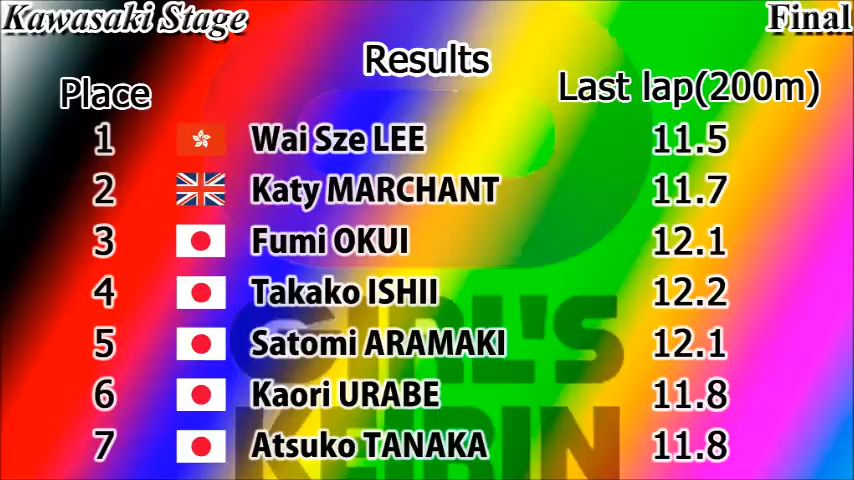 Kawasaki Stage Final
Results
Place Last lap(200m)
1 Wai Sze LEE 11.5
2 Katy MARCHANT 11.7
3 Fumi OKUI 12.1
4 Takako ISHII 12.2
5 Satomi ARAMAKI 12.1
6 Kaori URABE 11.8
7 Atsuko TANAKA 11.8
GIRL'S
KEIRIN